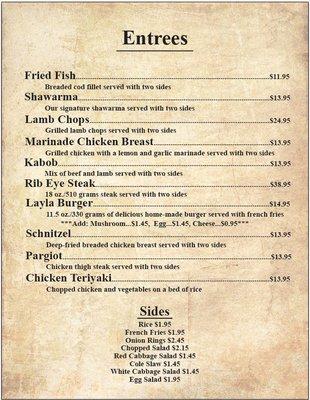 Entrees
Fried Fish $11.95
Breaded cod fillet served with two sides
Shawarma $13.95
Our signature shawarma served with two sides
Lamb Chops $24.95
Grilled lamb chops served with two sides
Marinade Chicken Breast $13.95
Grilled chicken with a lemon and garlic marinade served with two sides
Kabob $13.95
Mix of beef and lamb served with two sides
Rib Eye Steak $38.95
18 oz./510 grams steak served with two sides
Layla Burger $14.95
11.5 oz./330 grams of delicious home-made burger served with french fries
***Add: Mushroom...$1.45, Egg...$1.45, Cheese...$0.95***
Schnitzel $13.95
Deep-fried breaded chicken breast served with two sides
Pargiot $13.95
Chicken thigh steak served with two sides
Chicken Teriyaki $13.95
Chopped chicken and vegetables on a bed of rice
Sides
Rice $1.95
French Fries $1.95
Onion Rings $2.45
Chopped Salad $2.15
Red Cabbage Salad $1.45
Cole Slaw $1.45
White Cabbage Salad $1.45
Egg Salad $1.95